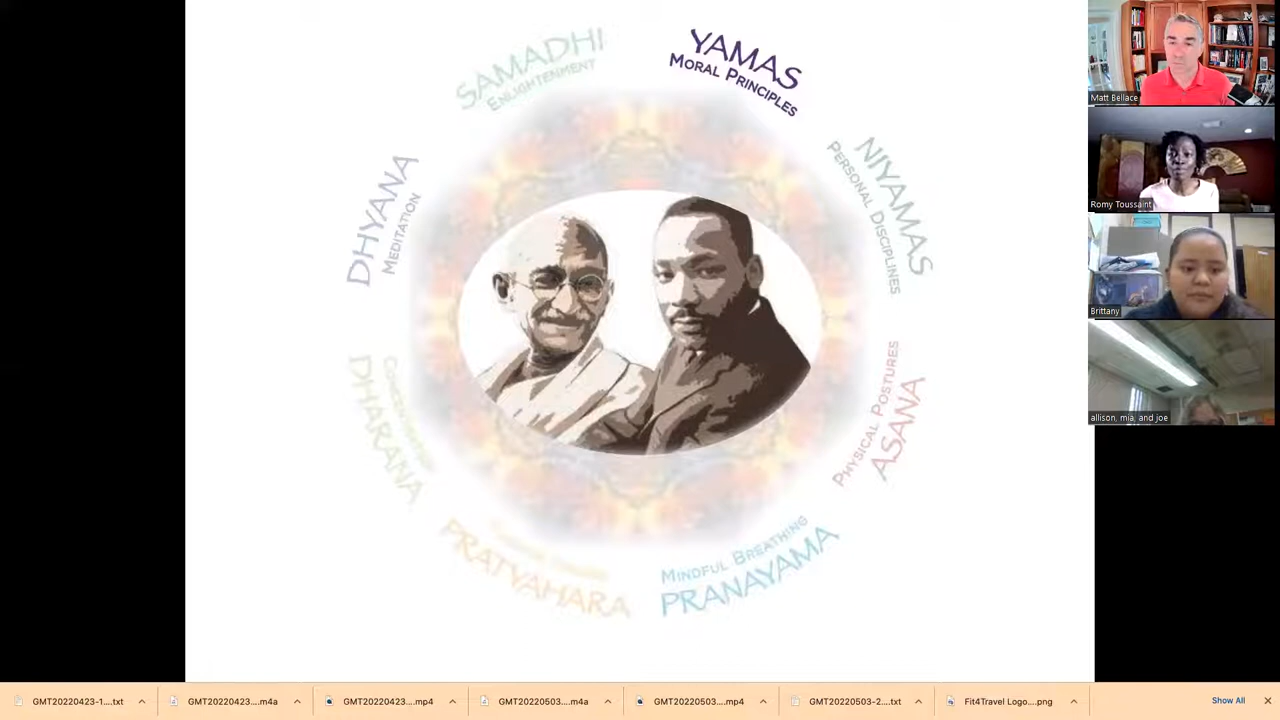 SAMADHI
ENLIGHTENMENT
YAMAS
MORAL PRINCIPLES
NIYAMAS
PERSONAL DISCIPLINES
PHYSICAL POSTURES
ASANA
MINDFUL BREATHING
PRANAYAMA
PRATYAHARA
CONCENTRATION
DHARANA
DHYANA
MEDITATION
Matt Bellace
Romy Toussaint
Brittany
allison, mia, and joe
GMT20220423-1....txt
GMT20220423....m4a
GMT20220423....mp4
GMT20220503....m4a
GMT20220503....mp4
GMT20220503-2....txt
Fit4Travel Logo....png
Show All